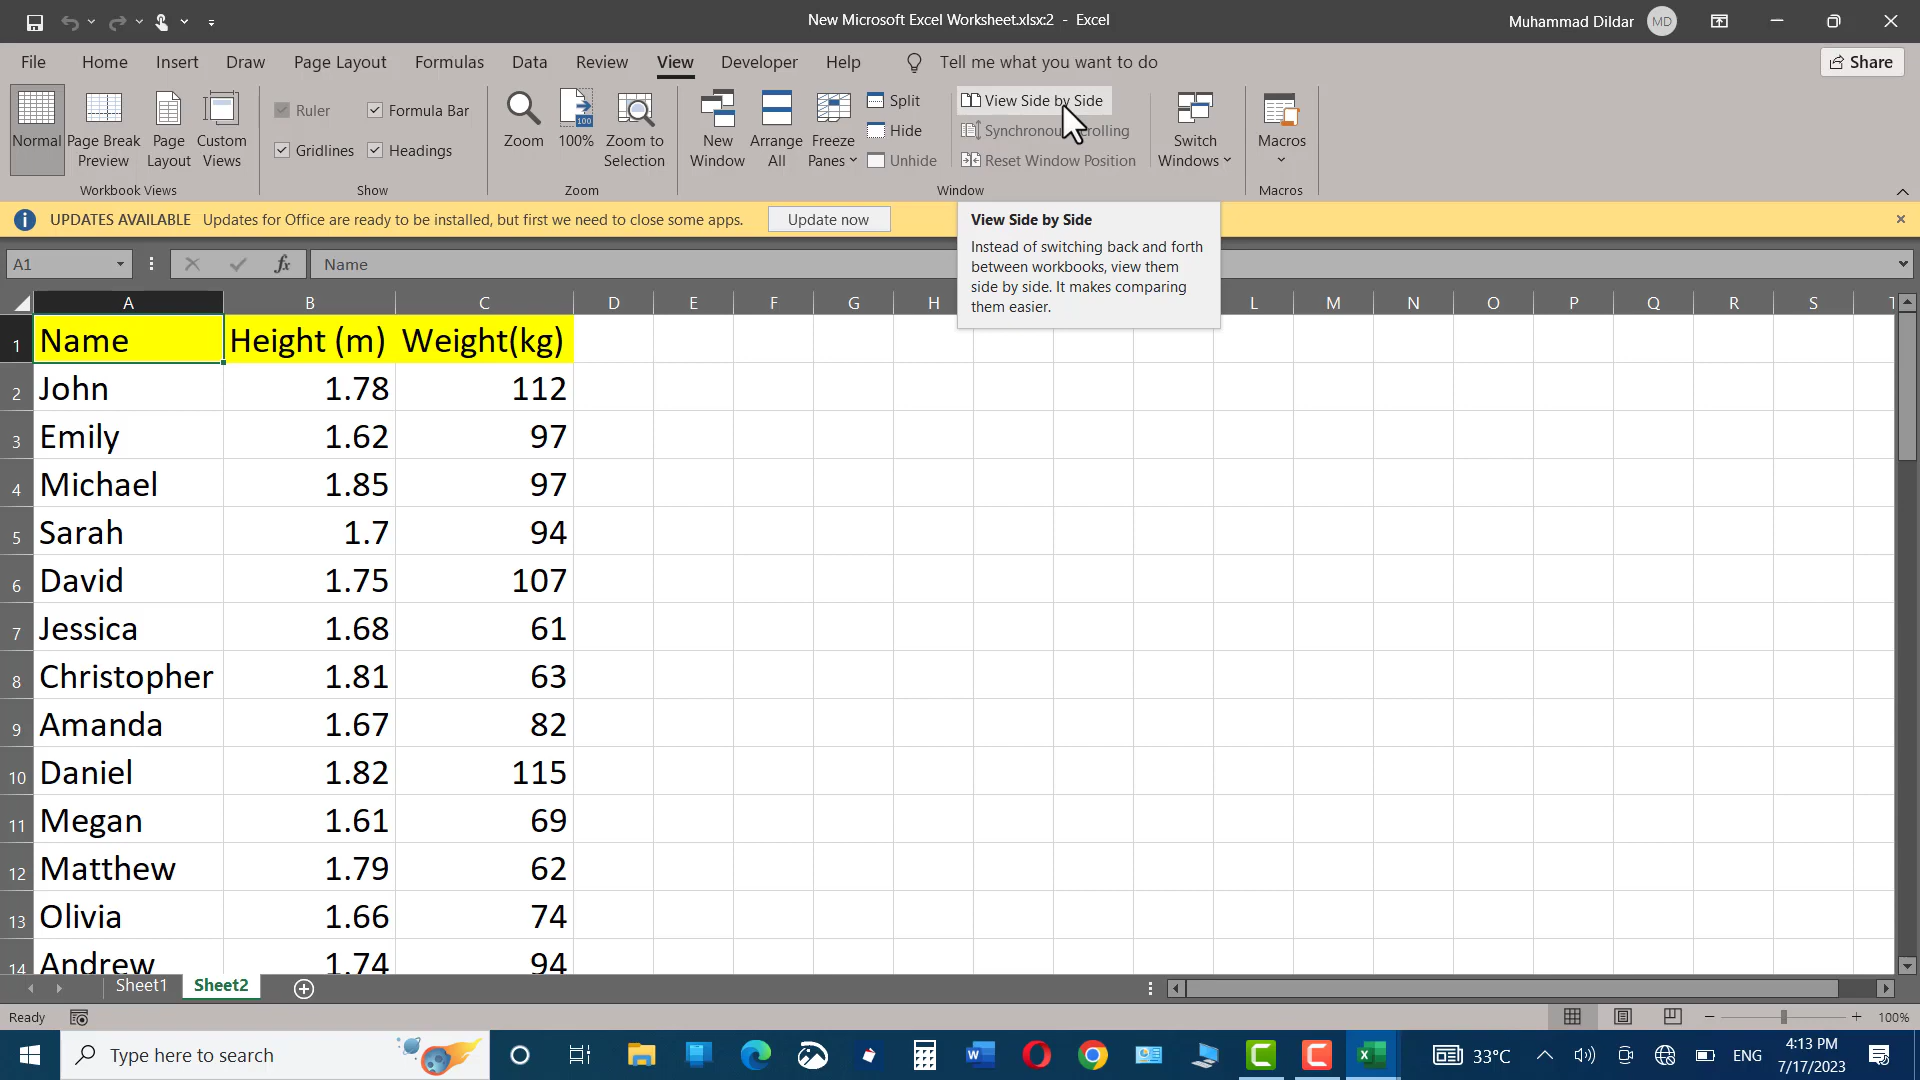 New Microsoft Excel Worksheet.xlsx:2 - Excel
Muhammad Dildar MD
File Home Insert Draw Page Layout Formulas Data Review View Developer Help Tell me what you want to do Share
Normal
Page Break Preview
Page Layout
Custom Views
Workbook Views
Ruler
Formula Bar
Gridlines
Headings
Show
Zoom
100
100%
Zoom to Selection
Zoom
New Window
Arrange All
Freeze Panes
Split
Hide
Unhide
View Side by Side
Synchronou rolling
Reset Window Position
Window
Switch Windows
Macros
Macros
UPDATES AVAILABLE Updates for Office are ready to be installed, but first we need to close some apps. Update now
View Side by Side
Instead of switching back and forth
between workbooks, view them
side by side. It makes comparing
them easier.
A1 fx Name
A B C D E F G H L M N O P Q R S T
1 Name Height (m) Weight(kg)
2 John 1.78 112
3 Emily 1.62 97
4 Michael 1.85 97
5 Sarah 1.7 94
6 David 1.75 107
7 Jessica 1.68 61
8 Christopher 1.81 63
9 Amanda 1.67 82
10 Daniel 1.82 115
11 Megan 1.61 69
12 Matthew 1.79 62
13 Olivia 1.66 74
14 Andrew 1.74 94
Sheet1 Sheet2
Ready 100%
Type here to search
33°C ENG
4:13 PM
7/17/2023